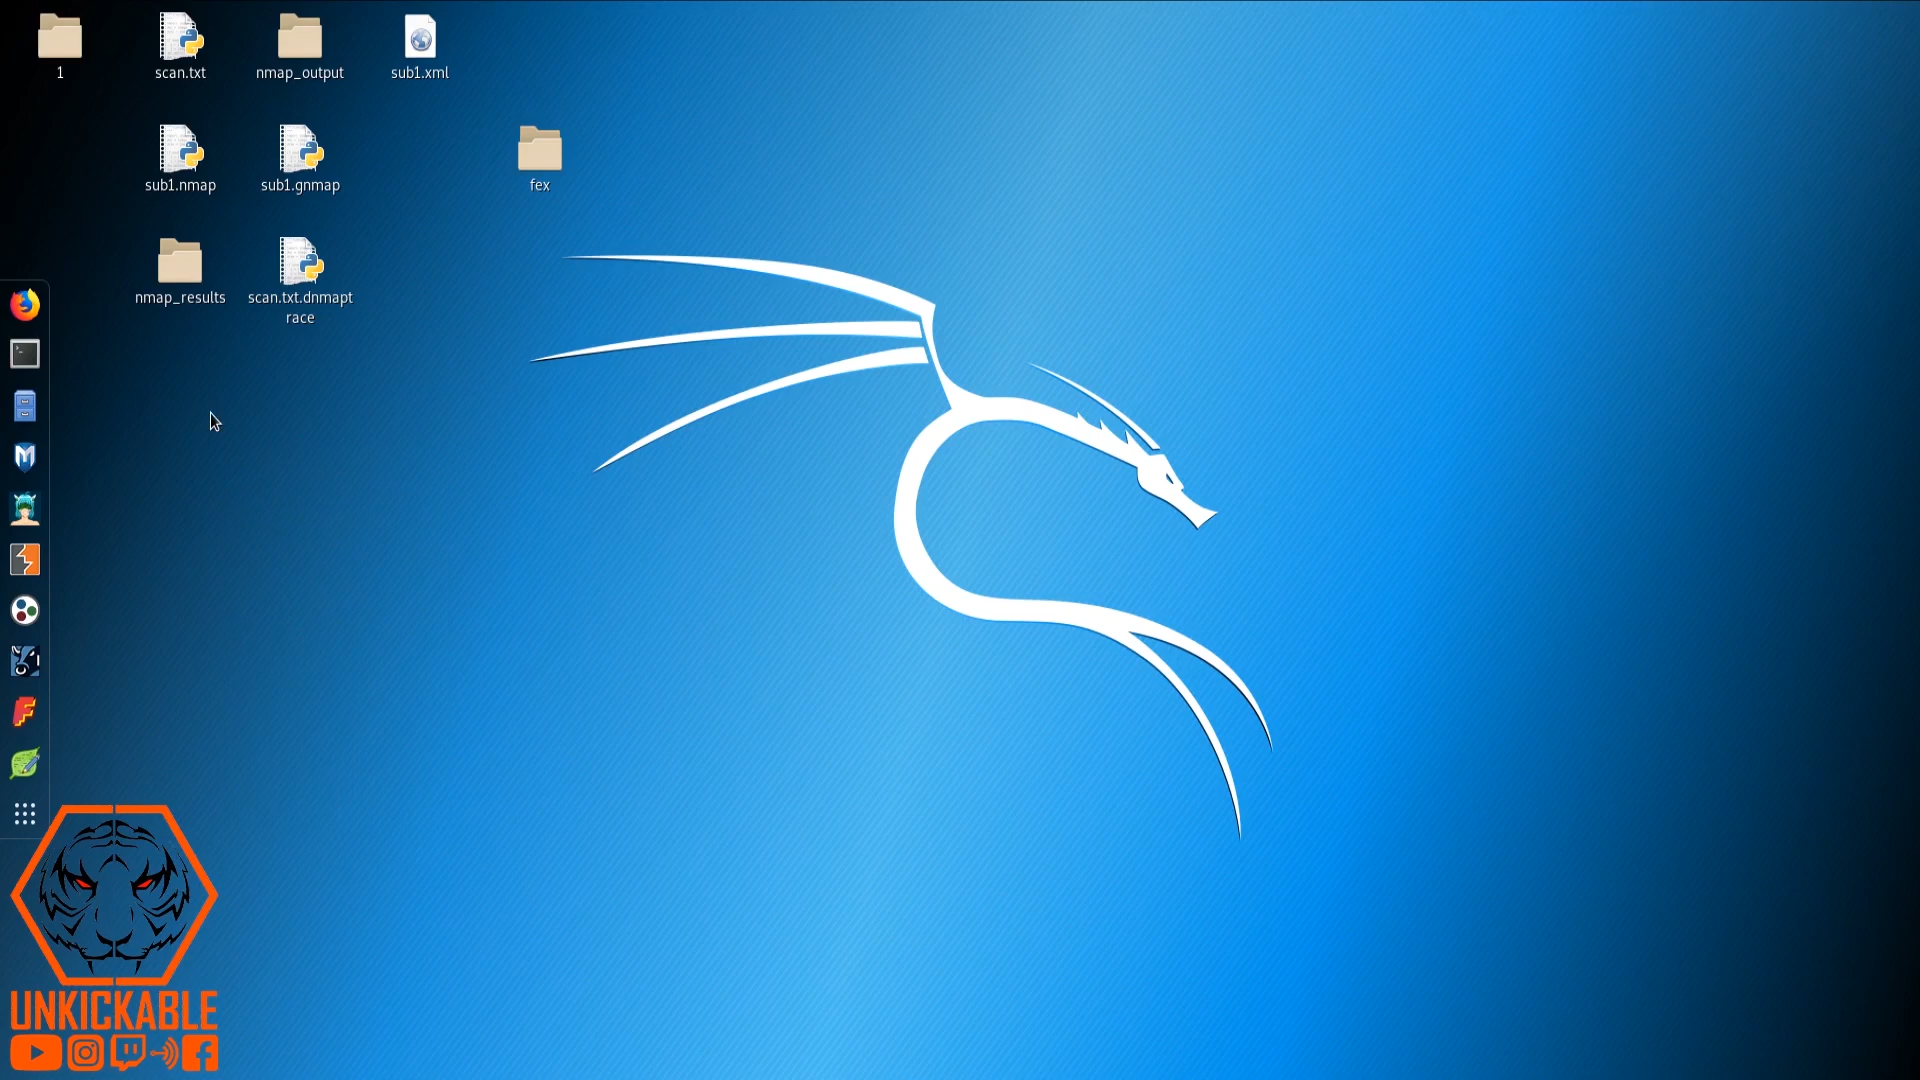 1
scan.txt
nmap_output
sub1.xml
sub1.nmap
sub1.gnmap
fex
nmap_results
scan.txt.dnmapt
race
UNKICKABLE